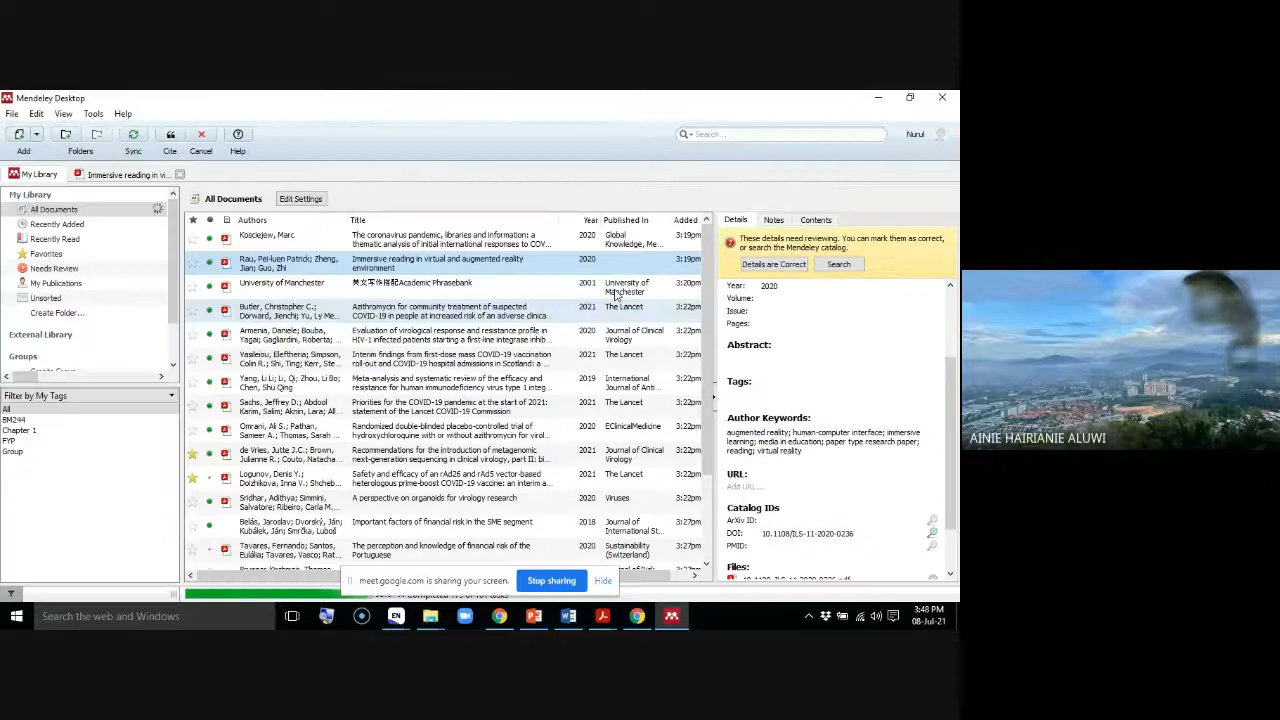 Mendeley Desktop
File Edit View Tools Help
Search...
Nurul
Add Folders Sync Cite Cancel Help
My Library
Immersive reading in vi...
My Library
All Documents
Recently Added
Recently Read
Favorites
Needs Review
My Publications
Unsorted
Create Folder...
External Library
Groups
Filter by My Tags
All
BM244
Chapter 1
FYP
Group
All Documents Edit Settings
Authors Title Year Published In Added
Kosciejew, Marc The coronavirus pandemic, libraries and information: a 2020 Global 3:19pm
thematic analysis of initial international responses to COV... Knowledge, Me...
Rau, Pei-luen Patrick; Zheng, Immersive reading in virtual and augmented reality 2020 3:19pm
Jian; Guo, Zhi environment
University of Manchester 英文写作搭配Academic Phrasebank 2001 University of 3:20pm
Manchester
Butler, Christopher C.; Azithromycin for community treatment of suspected 2021 The Lancet 3:22pm
Dorward, Jienchi; Yu, Ly Me... COVID-19 in people at increased risk of an adverse clinica...
Armenia, Daniele; Bouba, Evaluation of virological response and resistance profile in 2020 Journal of Clinical 3:22pm
Yagai; Gagliardini, Roberta; ... HIV-1 infected patients starting a first-line integrase inhib... Virology
Vasileiou, Eleftheria; Simpson, Interim findings from first-dose mass COVID-19 vaccination 2021 The Lancet 3:22pm
Colin R.; Shi, Ting; Kerr, Ste... roll-out and COVID-19 hospital admissions in Scotland: a ...
Yang, Li Li; Li, Qi; Zhou, Li Bo; Meta-analysis and systematic review of the efficacy and 2019 International 3:22pm
Chen, Shu Qing resistance for human immunodeficiency virus type 1 integ... Journal of Anti...
Sachs, Jeffrey D.; Abdool Priorities for the COVID-19 pandemic at the start of 2021: 2021 The Lancet 3:22pm
Karim, Salim; Aknin, Lara; All... statement of the Lancet COVID-19 Commission
Omrani, Ali S.; Pathan, Randomized double-blinded placebo-controlled trial of 2020 EClinicalMedicine 3:22pm
Sameer A.; Thomas, Sarah ... hydroxychloroquine with or without azithromycin for virol...
de Vries, Jutte J.C.; Brown, Recommendations for the introduction of metagenomic 2021 Journal of Clinical 3:22pm
Julianne R.; Couto, Natacha... next-generation sequencing in clinical virology, part II: bi... Virology
Logunov, Denis Y.; Safety and efficacy of an rAd26 and rAd5 vector-based 2021 The Lancet 3:22pm
Dolzhikova, Inna V.; Shcheb... heterologous prime-boost COVID-19 vaccine: an interim a...
Sridhar, Adithya; Simmini, A perspective on organoids for virology research 2020 Viruses 3:22pm
Salvatore; Ribeiro, Carla M...
Belás, Jaroslav; Dvorský, Ján; Important factors of financial risk in the SME segment 2018 Journal of 3:27pm
Kubálek, Ján; Smrčka, Luboš International St...
Tavares, Fernando; Santos, The perception and knowledge of financial risk of the 2020 Sustainability 3:27pm
Eulália; Tavares, Vasco; Rat... Portuguese (Switzerland)
Details Notes Contents
These details need reviewing. You can mark them as correct,
or search the Mendeley catalog.
Details are Correct Search
Year: 2020
Volume:
Issue:
Pages:
Abstract:
Tags:
Author Keywords:
augmented reality; human-computer interface; immersive
learning; media in education; paper type research paper;
reading; virtual reality
URL:
Add URL...
Catalog IDs
ArXiv ID:
DOI: 10.1108/ILS-11-2020-0236
PMID:
Files:
meet.google.com is sharing your screen. Stop sharing Hide
Search the web and Windows
EN
3:48 PM
08-Jul-21
AINIE HAIRIANIE ALUWI